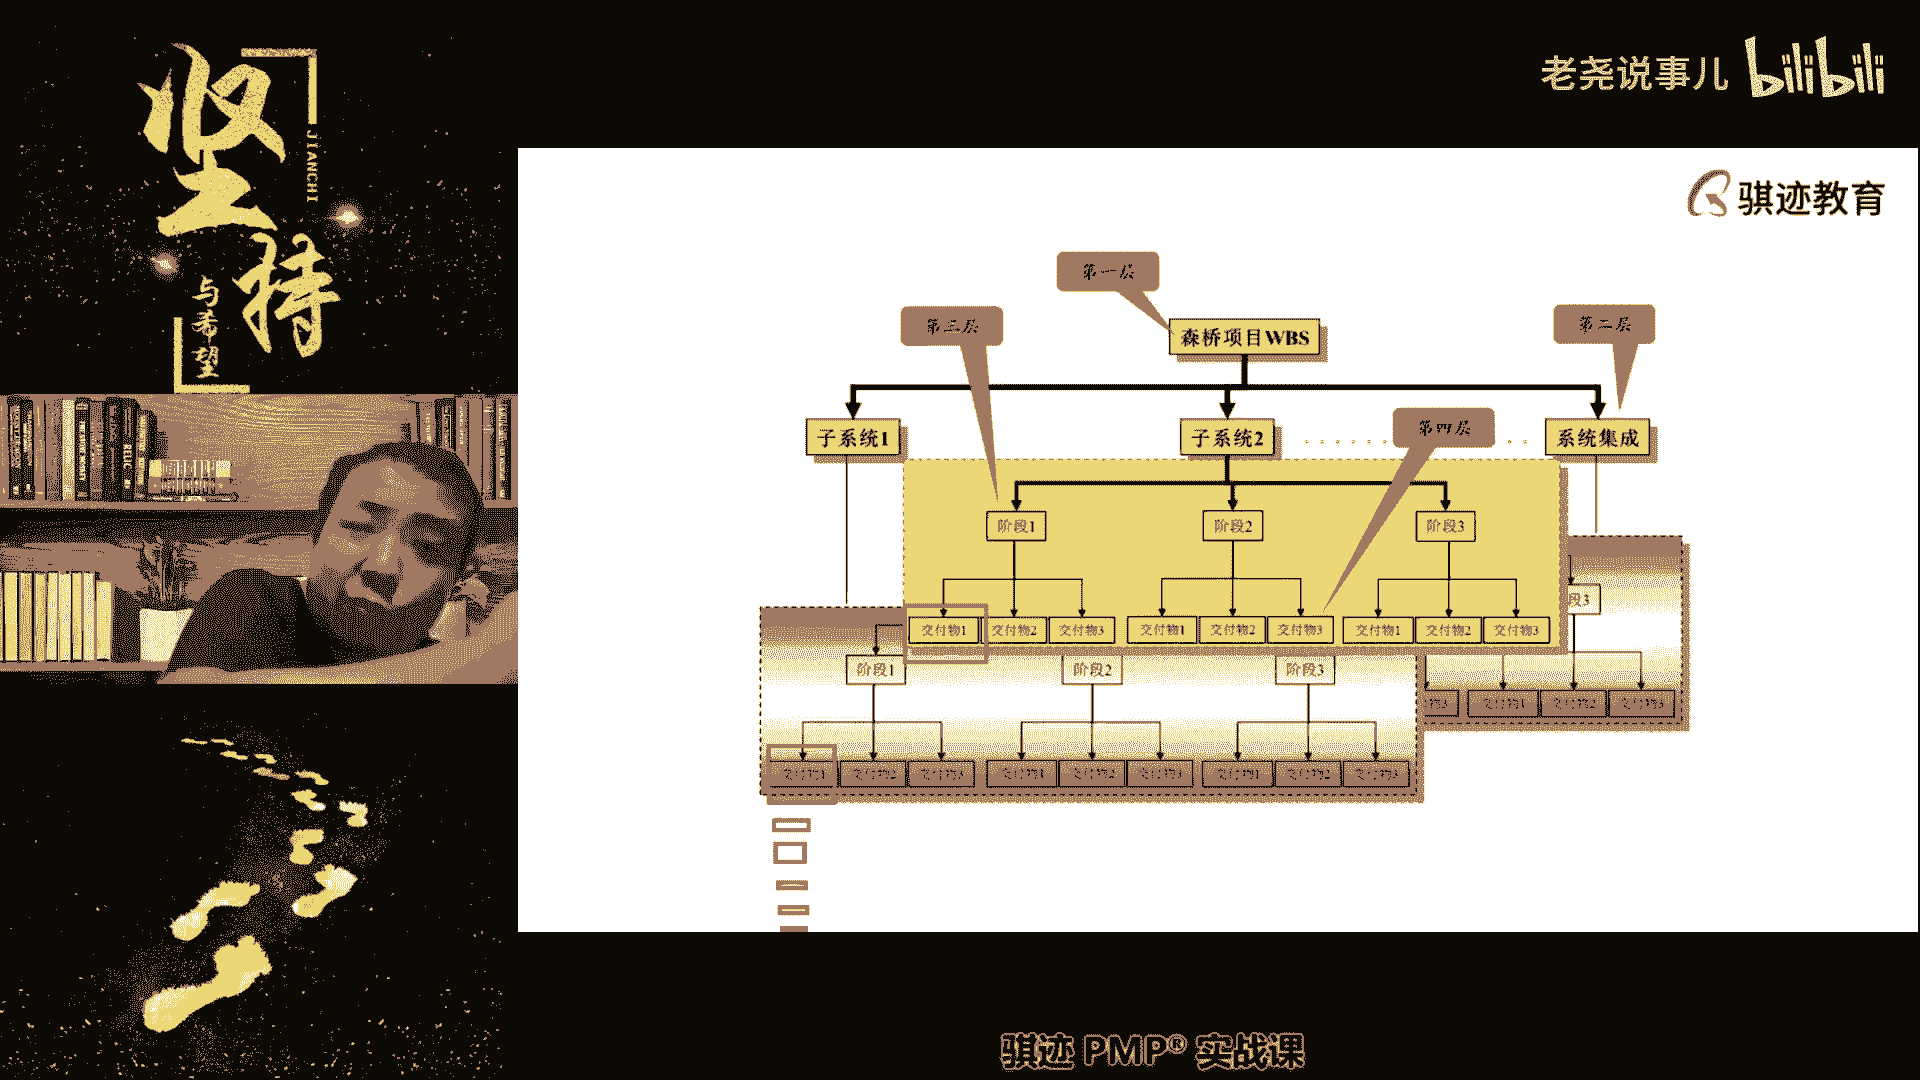 坚持
JIANCHI
与希望
老尧说事儿 bilibili
骐迹教育
第一层
第三层
第二层
森桥项目WBS
子系统1
子系统2
第四层
系统集成
阶段1
阶段2
阶段3
段3
交付物1
交付物2
交付物3
交付物1
交付物2
交付物3
交付物1
交付物2
交付物3
阶段1
阶段2
阶段3
物3
交付物1
交付物2
交付物3
交付物1
交付物2
交付物3
交付物1
交付物2
交付物3
交付物1
交付物2
交付物3
骐迹 PMP® 实战课